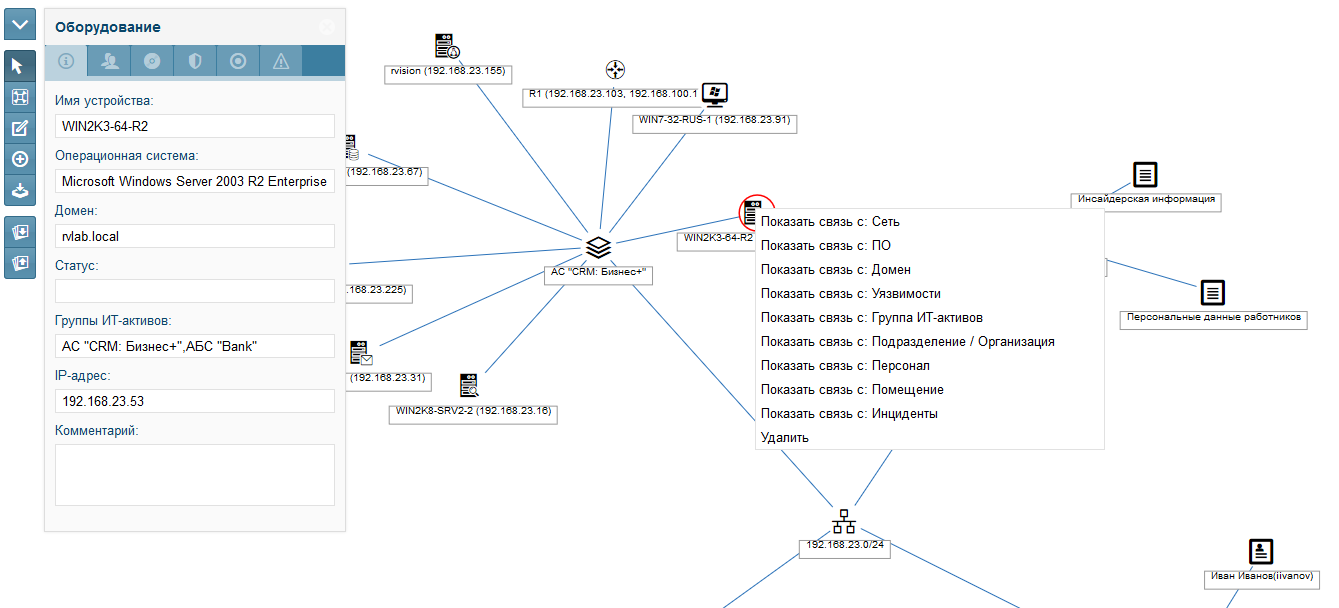 Оборудование
Имя устройства:
WIN2K3-64-R2
Операционная система:
Microsoft Windows Server 2003 R2 Enterprise
Домен:
rvlab.local
Статус:
Группы ИТ-активов:
АС "CRM: Бизнес+",АБС "Bank"
IP-адрес:
192.168.23.53
Комментарий:
rvision (192.168.23.155)
R1 (192.168.23.103, 192.168.100.1
WIN7-32-RUS-1 (192.168.23.91)
(192.168.23.67)
WIN2K3-64-R2
АС "CRM: Бизнес+"
.168.23.225)
(192.168.23.31)
WIN2K8-SRV2-2 (192.168.23.16)
Показать связь с: Сеть
Показать связь с: ПО
Показать связь с: Домен
Показать связь с: Уязвимости
Показать связь с: Группа ИТ-активов
Показать связь с: Подразделение / Организация
Показать связь с: Персонал
Показать связь с: Помещение
Показать связь с: Инциденты
Удалить
Инсайдерская информация
Персональные данные работников
192.168.23.0/24
Иван Иванов(iivanov)